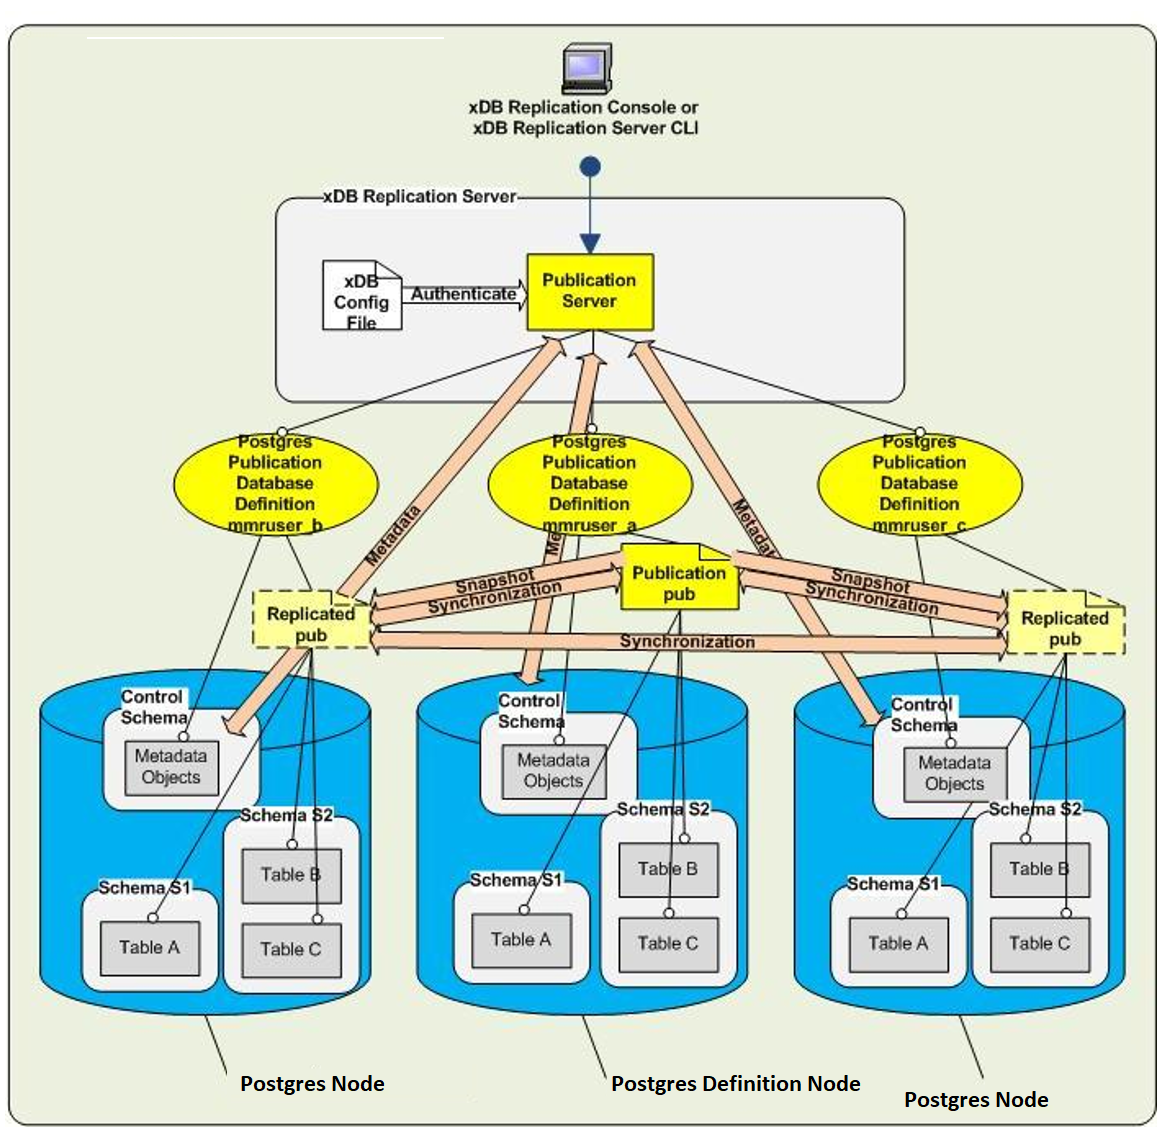 xDB Replication Console or
xDB Replication Server CLI
xDB Replication Server
xDB
Config
File
Authenticate
Publication
Server
Postgres
Publication
Database
Definition
mmruser_b
Postgres
Publication
Database
Definition
mmruser_a
Postgres
Publication
Database
Definition
mmruser_c
Metadata
Me
Metadat
Snapshot
Synchronization
Publication
pub
Snapshot
Synchronization
Replicated
pub
Synchronization
Replicated
pub
Control
Schema
Metadata
Objects
Schema S2
Table B
Schema S1
Table A
Table C
Control
Schema
Metadata
Objects
Schema S2
Table B
Schema S1
Table A
Table C
Control
Schema
Metadata
Objects
Schema S2
Table B
Schema S1
Table A
Table C
Postgres Node
Postgres Definition Node
Postgres Node